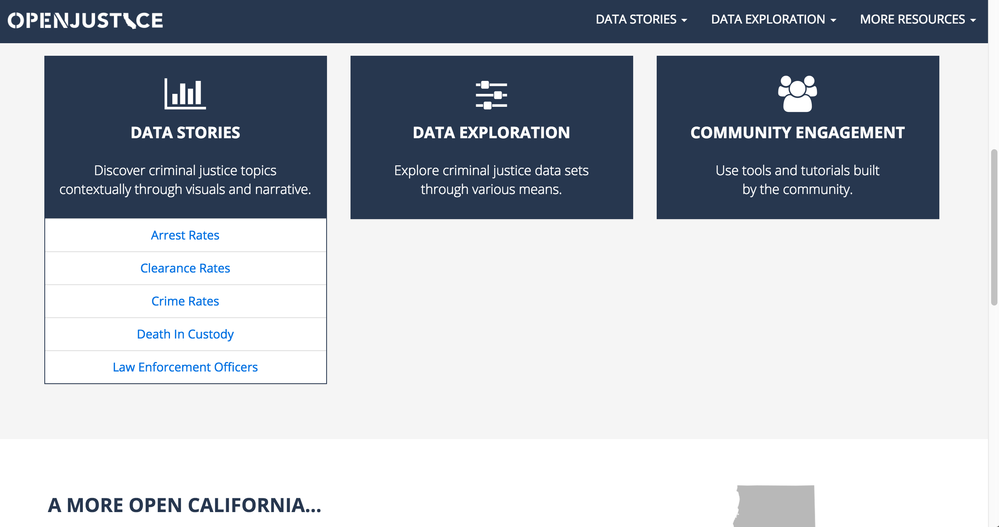 OPENJUSTICE
DATA STORIES
DATA EXPLORATION
MORE RESOURCES
DATA STORIES
Discover criminal justice topics
contextually through visuals and narrative.
Arrest Rates
Clearance Rates
Crime Rates
Death In Custody
Law Enforcement Officers
DATA EXPLORATION
Explore criminal justice data sets
through various means.
COMMUNITY ENGAGEMENT
Use tools and tutorials built
by the community.
A MORE OPEN CALIFORNIA...